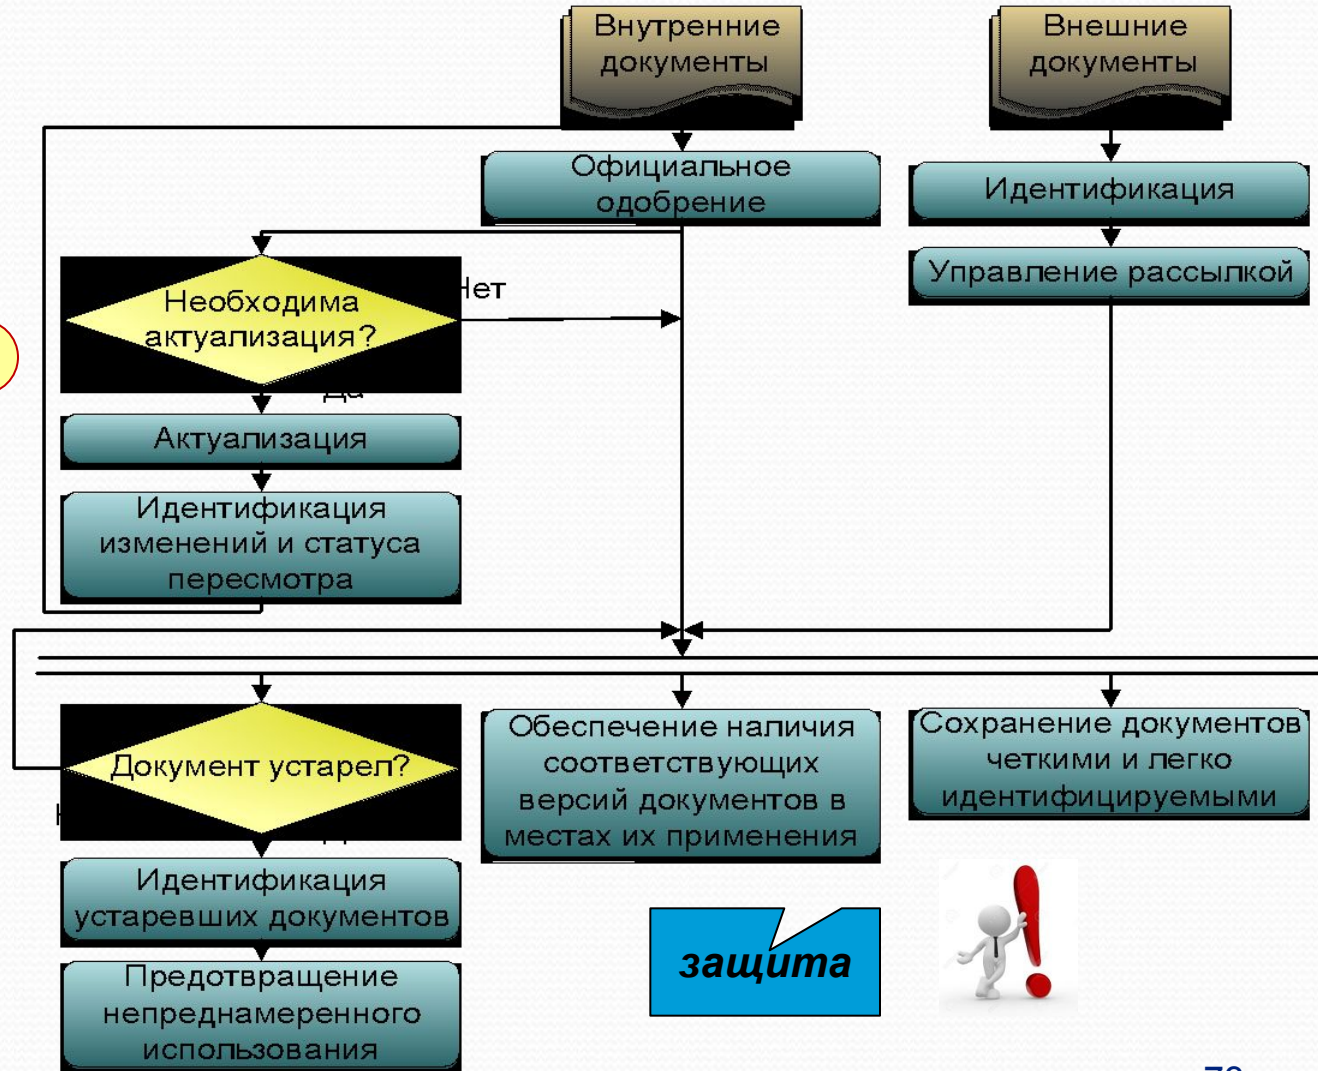 Внутренние
документы
Внешние
документы
Официальное
одобрение
Идентификация
Управление рассылкой
Необходима
актуализация?
Нет
Да
Актуализация
Идентификация
изменений и статуса
пересмотра
Документ устарел?
Обеспечение наличия
соответствующих
версий документов в
местах их применения
Сохранение документов
четкими и легко
идентифицируемыми
Идентификация
устаревших документов
Предотвращение
непреднамеренного
использования
защита